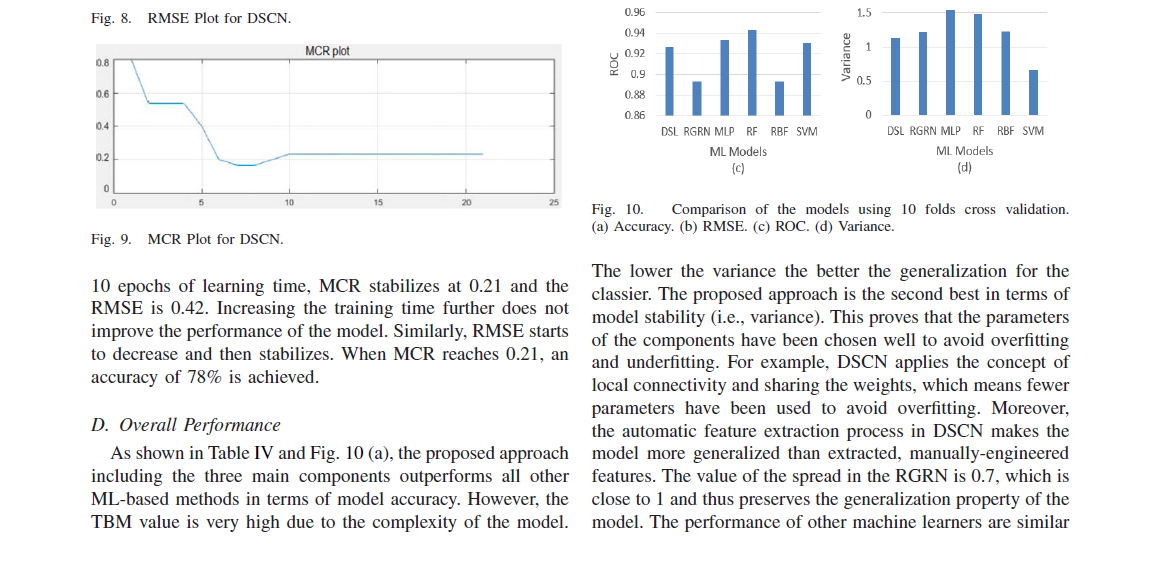 Fig. 8. RMSE Plot for DSCN.
MCR plot
0.8
0.6
0.4
0.2
0
0 5 10 15 20 25
Fig. 9. MCR Plot for DSCN.
10 epochs of learning time, MCR stabilizes at 0.21 and the
RMSE is 0.42. Increasing the training time further does not
improve the performance of the model. Similarly, RMSE starts
to decrease and then stabilizes. When MCR reaches 0.21, an
accuracy of 78% is achieved.
D. Overall Performance
As shown in Table IV and Fig. 10 (a), the proposed approach
including the three main components outperforms all other
ML-based methods in terms of model accuracy. However, the
TBM value is very high due to the complexity of the model.
0.96
0.94
0.92
0.9
0.88
0.86
ROC
DSL RGRN MLP RF RBF SVM
ML Models
(c)
1.5
1
0.5
0
Variance
DSL RGRN MLP RF RBF SVM
ML Models
(d)
Fig. 10. Comparison of the models using 10 folds cross validation.
(a) Accuracy. (b) RMSE. (c) ROC. (d) Variance.
The lower the variance the better the generalization for the
classier. The proposed approach is the second best in terms of
model stability (i.e., variance). This proves that the parameters
of the components have been chosen well to avoid overfitting
and underfitting. For example, DSCN applies the concept of
local connectivity and sharing the weights, which means fewer
parameters have been used to avoid overfitting. Moreover,
the automatic feature extraction process in DSCN makes the
model more generalized than extracted, manually-engineered
features. The value of the spread in the RGRN is 0.7, which is
close to 1 and thus preserves the generalization property of the
model. The performance of other machine learners are similar